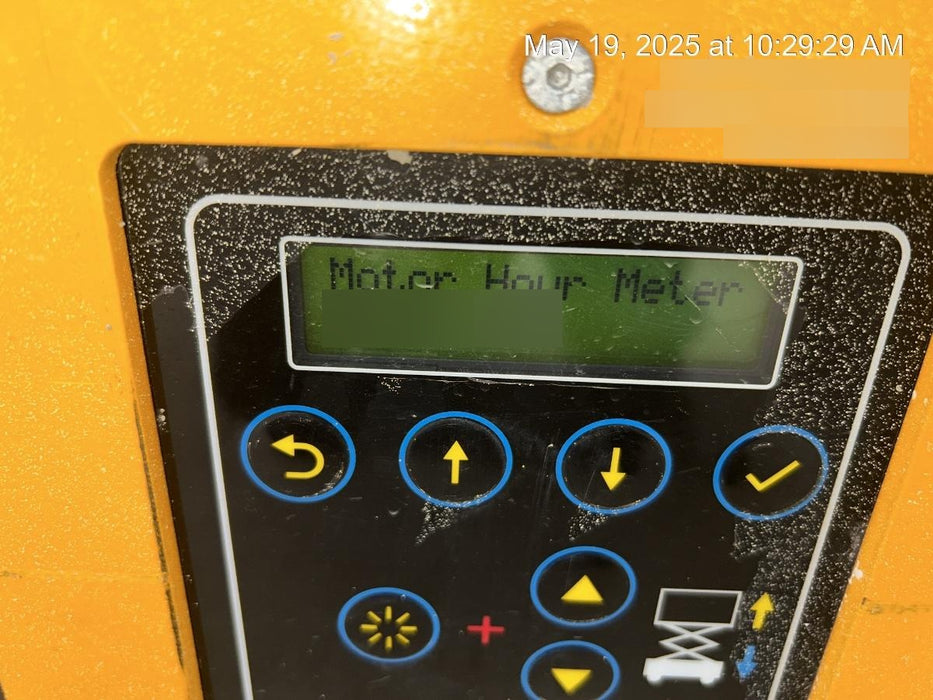 May 19, 2025 at 10:29:29 AM
Motor Hour Meter